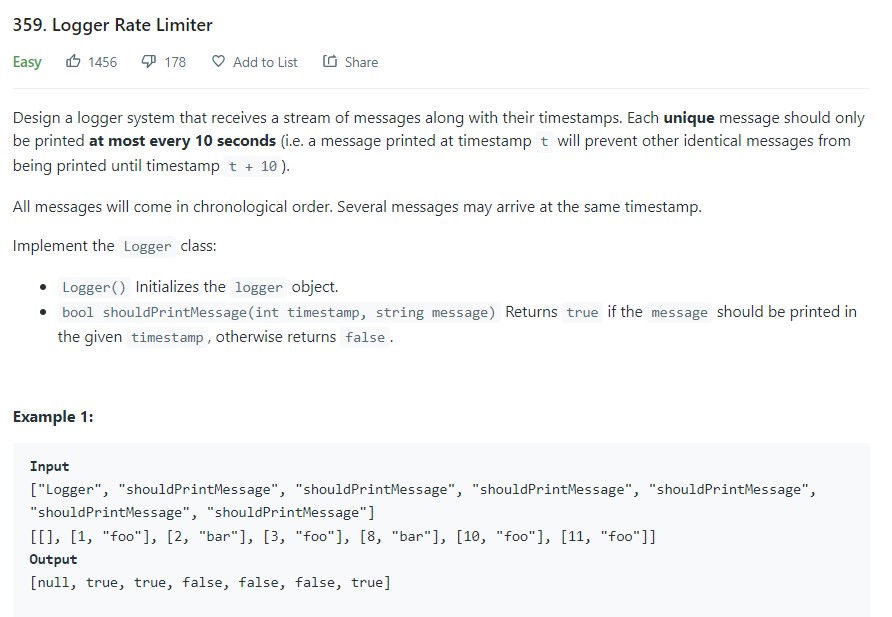 359. Logger Rate Limiter
Easy 1456 178 Add to List Share
Design a logger system that receives a stream of messages along with their timestamps. Each unique message should only
be printed at most every 10 seconds (i.e. a message printed at timestamp t will prevent other identical messages from
being printed until timestamp t + 10 ).
All messages will come in chronological order. Several messages may arrive at the same timestamp.
Implement the Logger class:
• Logger() Initializes the logger object.
• bool shouldPrintMessage(int timestamp, string message) Returns true if the message should be printed in
the given timestamp , otherwise returns false .
Example 1:
Input
["Logger", "shouldPrintMessage", "shouldPrintMessage", "shouldPrintMessage", "shouldPrintMessage",
"shouldPrintMessage", "shouldPrintMessage"]
[[], [1, "foo"], [2, "bar"], [3, "foo"], [8, "bar"], [10, "foo"], [11, "foo"]]
Output
[null, true, true, false, false, false, true]